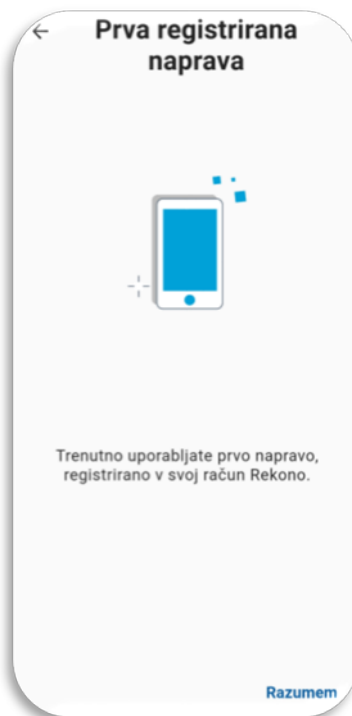 Prva registrirana
naprava
Trenutno uporabljate prvo napravo,
registrirano v svoj račun Rekono.
Razumem